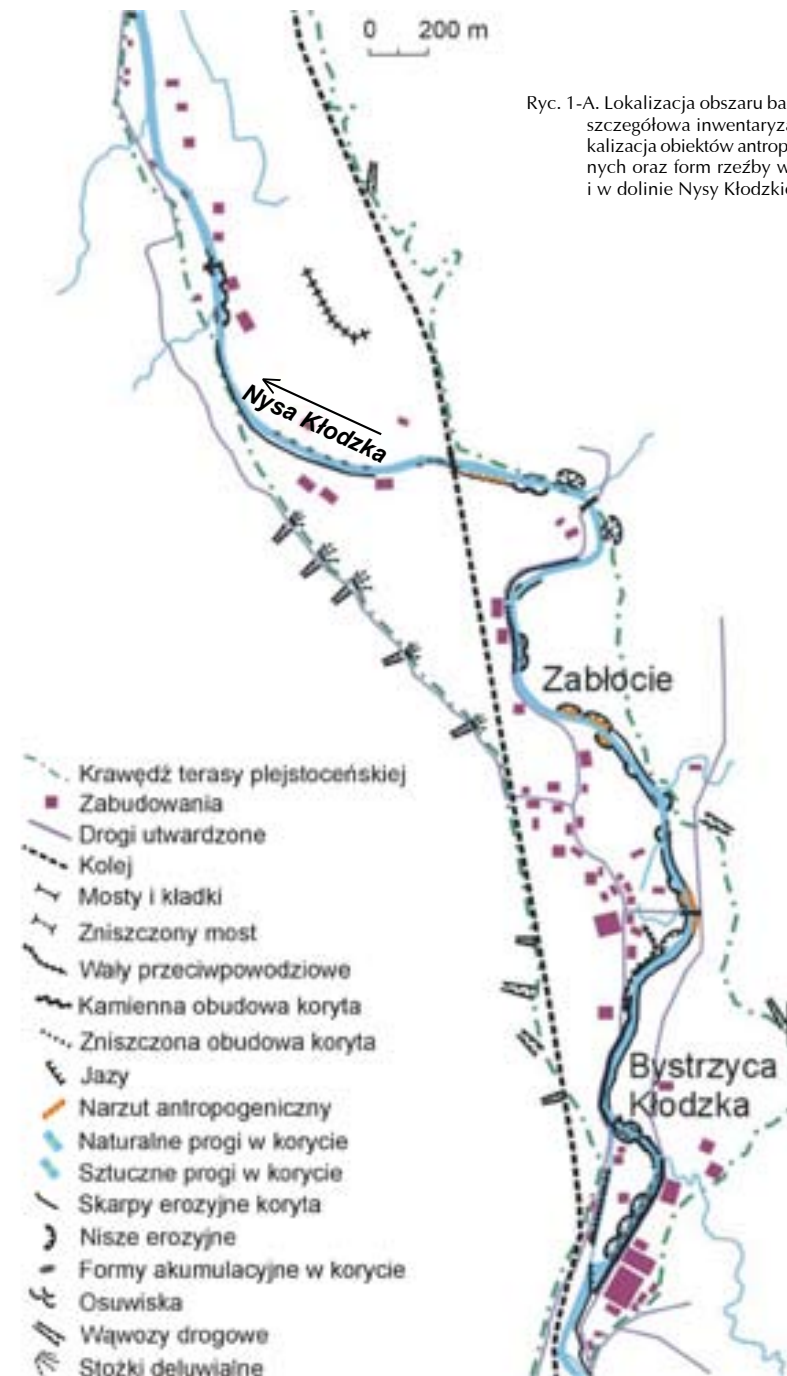 0 200 m
Ryc. 1-A. Lokalizacja obszaru ba
szczegółowa inwentaryza
kalizacja obiektów antrop
nych oraz form rzeźby w
i w dolinie Nysy Kłodzkie
Nysa Kłodzka
Zabłocie
Bystrzyca
Kłodzka
Krawędź terasy plejstoceńskiej
Zabudowania
Drogi utwardzone
Kolej
Mosty i kładki
Zniszczony most
Wały przeciwpowodziowe
Kamienna obudowa koryta
Zniszczona obudowa koryta
Jazy
Narzut antropogeniczny
Naturalne progi w korycie
Sztuczne progi w korycie
Skarpy erozyjne koryta
Nisze erozyjne
Formy akumulacyjne w korycie
Osuwiska
Wąwozy drogowe
Stożki deluwialne